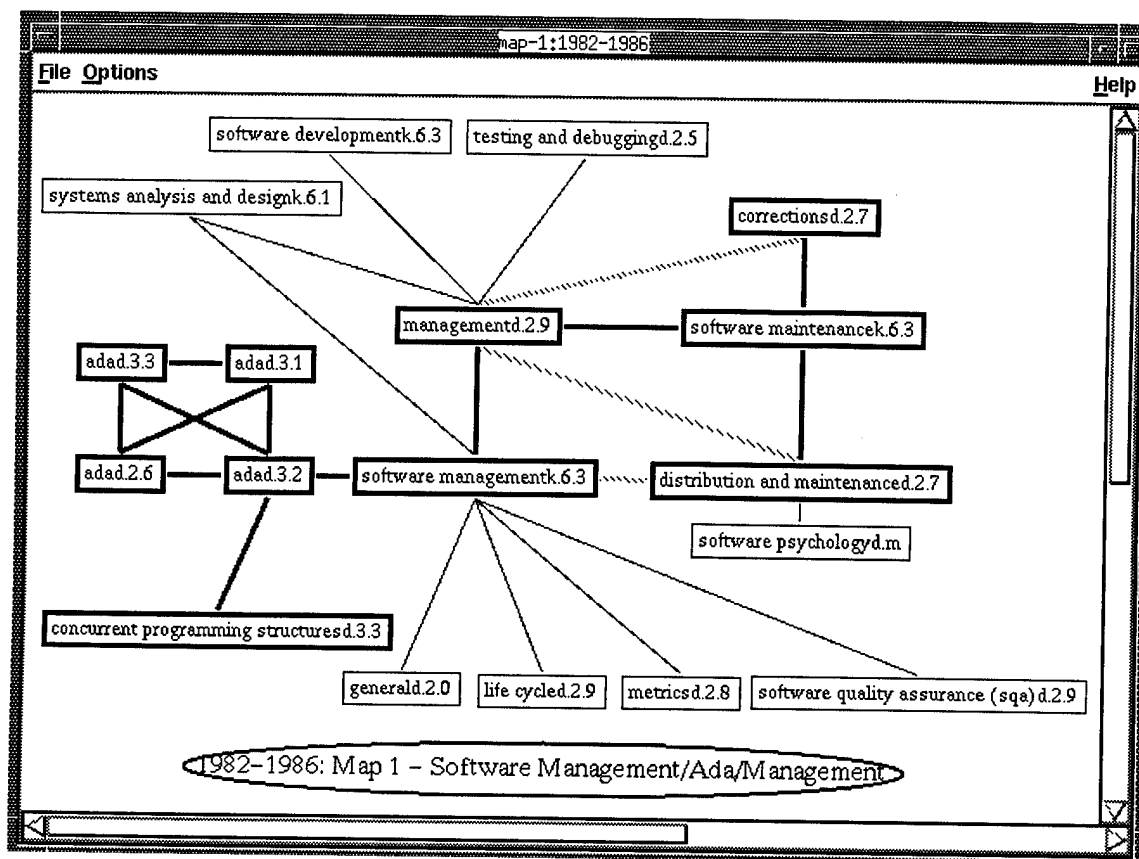 map-1:1982-1986
File Options
Help
software developmentk.6.3
testing and debuggingd.2.5
systems analysis and designk.6.1
correctionsd.2.7
managementd.2.9
software maintenancek.6.3
adad.3.3
adad.3.1
adad.2.6
adad.3.2
software managementk.6.3
distribution and maintenanced.2.7
software psychologyd.m
concurrent programming structuresd.3.3
generald.2.0
life cycled.2.9
metricsd.2.8
software quality assurance (sqa)d.2.9
1982-1986: Map 1 - Software Management/Ada/Management